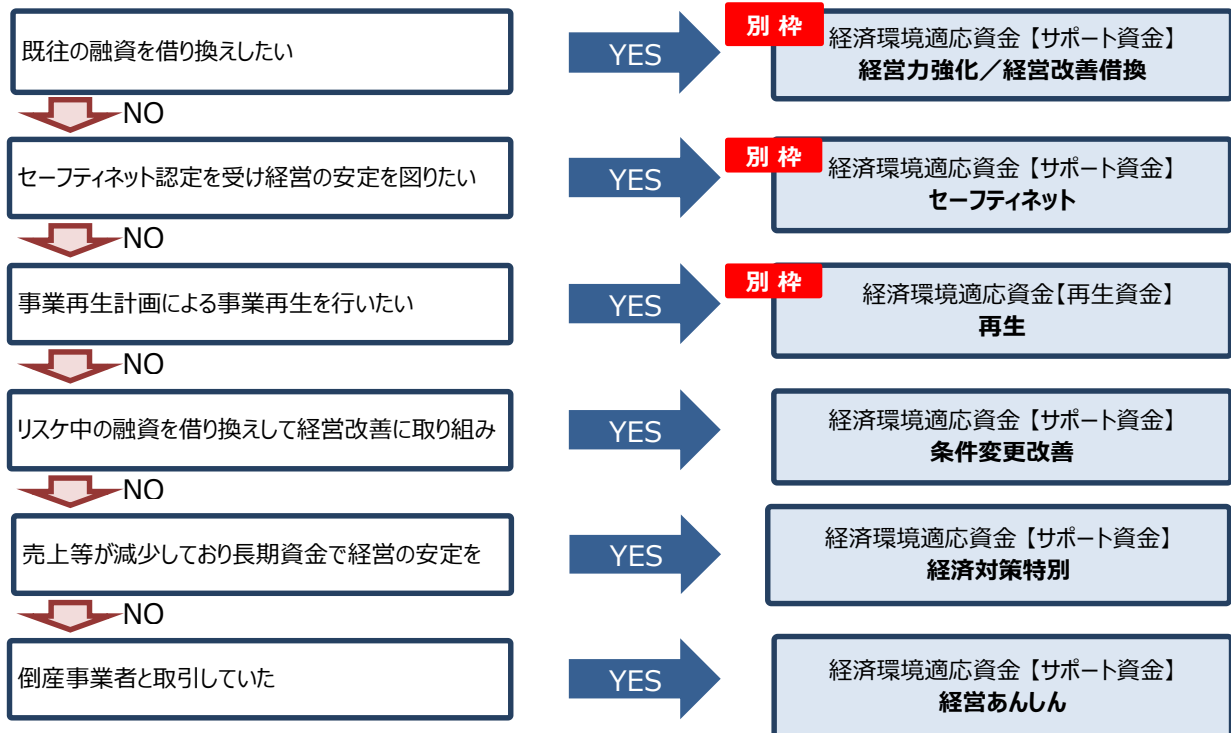 既往の融資を借り換えしたい
YES
別 枠
経済環境適応資金【サポート資金】
経営力強化／経営改善借換
NO
セーフティネット認定を受け経営の安定を図りたい
YES
別 枠
経済環境適応資金【サポート資金】
セーフティネット
NO
事業再生計画による事業再生を行いたい
YES
別 枠
経済環境適応資金【再生資金】
再生
NO
リスケ中の融資を借り換えして経営改善に取り組み
YES
経済環境適応資金【サポート資金】
条件変更改善
NO
売上等が減少しており長期資金で経営の安定を
YES
経済環境適応資金【サポート資金】
経済対策特別
NO
倒産事業者と取引していた
YES
経済環境適応資金【サポート資金】
経営あんしん